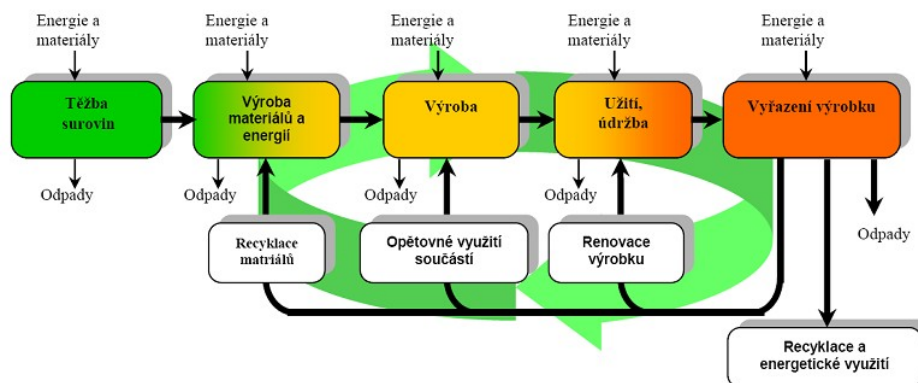 Energie a
materiály
Energie a
materiály
Energie a
materiály
Energie a
materiály
Energie a
materiály
Těžba
surovin
Výroba
materiálů a
energií
Výroba
Užití,
údržba
Vyřazení výrobku
Odpady
Odpady
Odpady
Odpady
Odpady
Recyklace
matriálů
Opětovné využití
součástí
Renovace
výrobku
Recyklace a
energetické využití